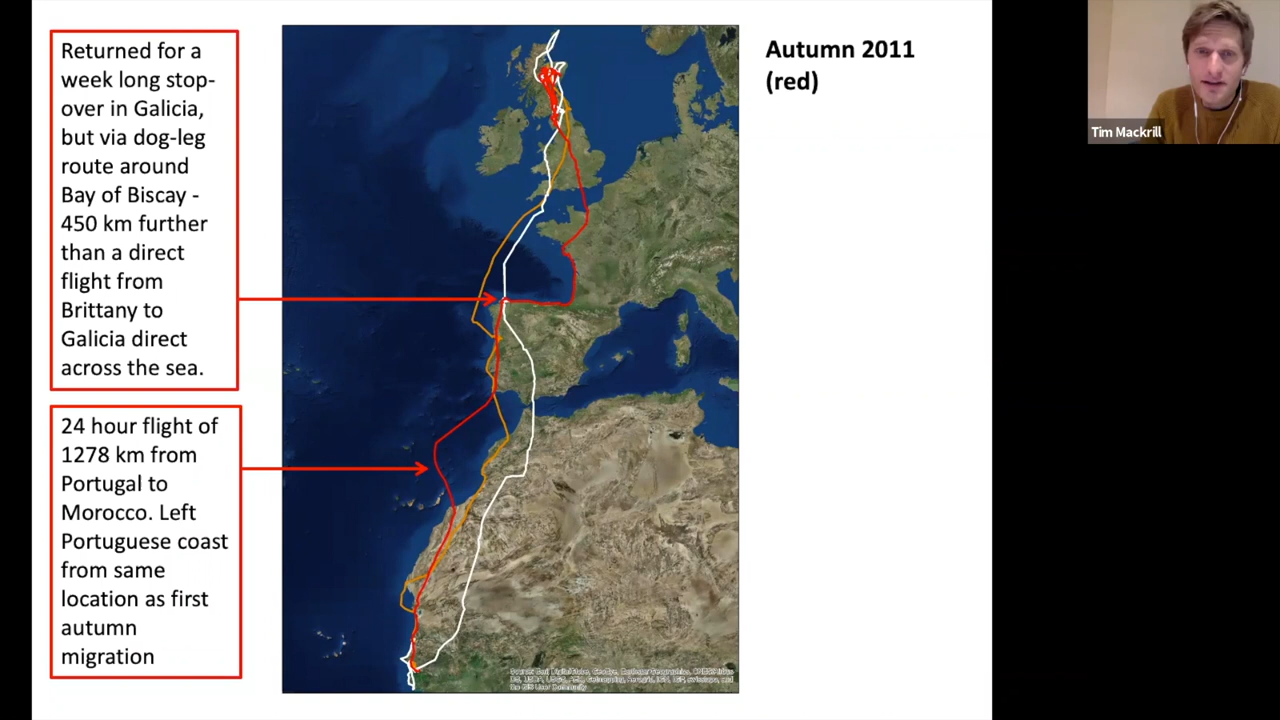 Returned for a
week long stop-
over in Galicia,
but via dog-leg
route around
Bay of Biscay -
450 km further
than a direct
flight from
Brittany to
Galicia direct
across the sea.
24 hour flight of
1278 km from
Portugal to
Morocco. Left
Portuguese coast
from same
location as first
autumn
migration
Autumn 2011
(red)
Tim Mackrill